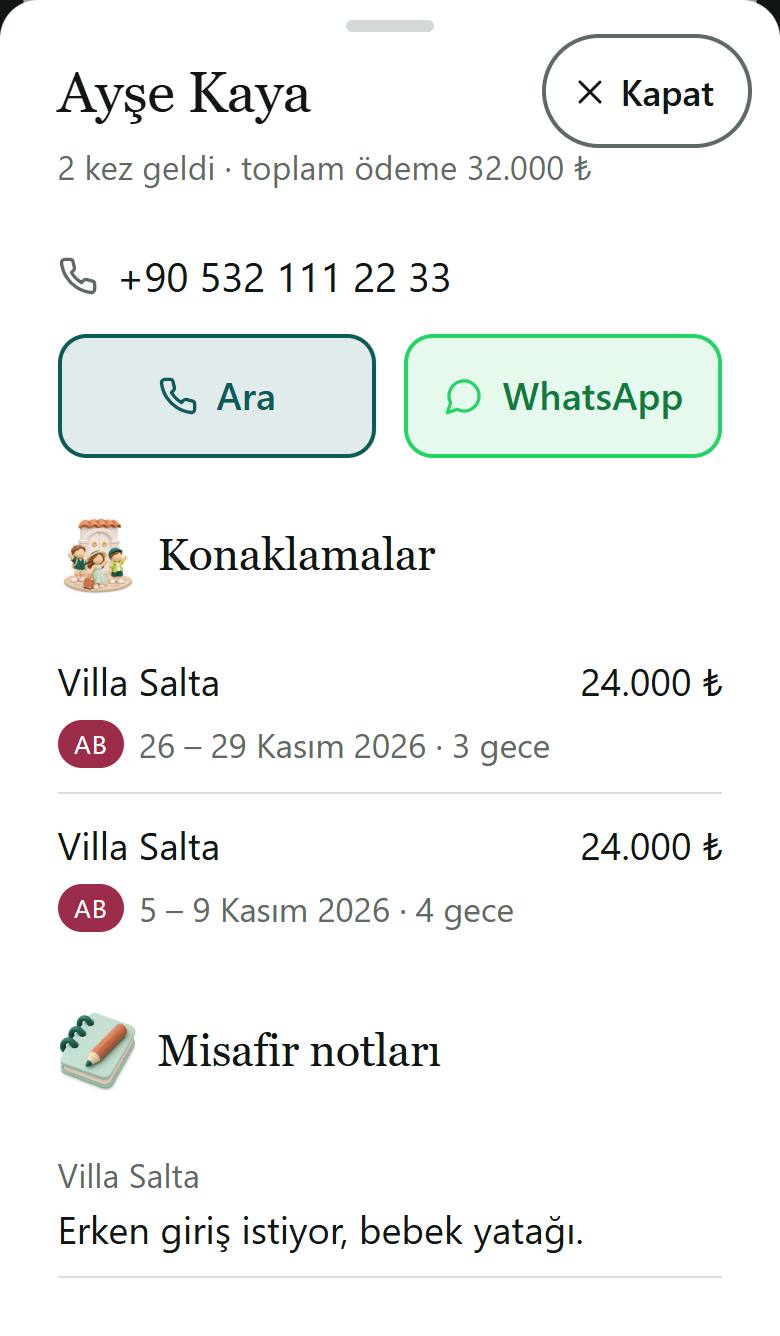 Ayşe Kaya
Kapat
2 kez geldi · toplam ödeme 32.000 ₺
+90 532 111 22 33
Ara
WhatsApp
Konaklamalar
Villa Salta 24.000 ₺
AB 26 – 29 Kasım 2026 · 3 gece
Villa Salta 24.000 ₺
AB 5 – 9 Kasım 2026 · 4 gece
Misafir notları
Villa Salta
Erken giriş istiyor, bebek yatağı.